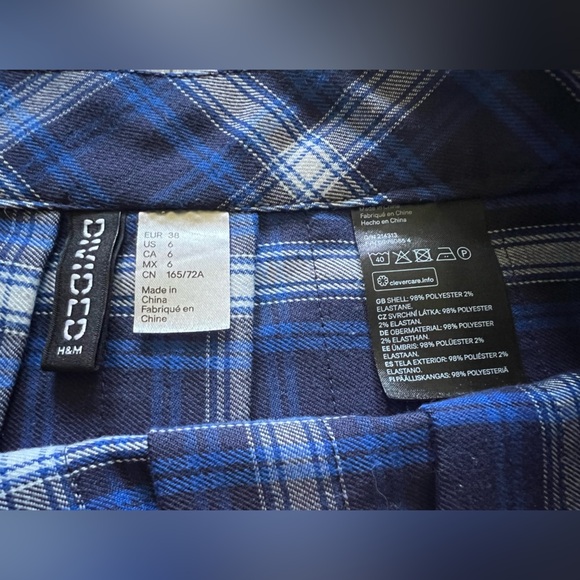 DIVIDED
H&M
EUR 38
US 6
CA 6
MX 6
CN 165/72A
Made in
China
Fabriqué en
Chine
Fabriqué en Chine
Hecho en China
40
P
clevercare.info
GB SHELL: 98% POLYESTER 2%
ELASTANE.
CZ SVRCHNÍ LÁTKA: 98% POLYESTER
2% ELASTAN.
DE OBERMATERIAL: 98% POLYESTER
2% ELASTHAN.
EE ÜMBRIS: 98% POLÜESTER 2%
ELASTAAN.
ES TELA EXTERIOR: 98% POLIÉSTER 2%
ELASTANO.
FI PÄÄLLISKANGAS: 98% POLYESTERIÄ